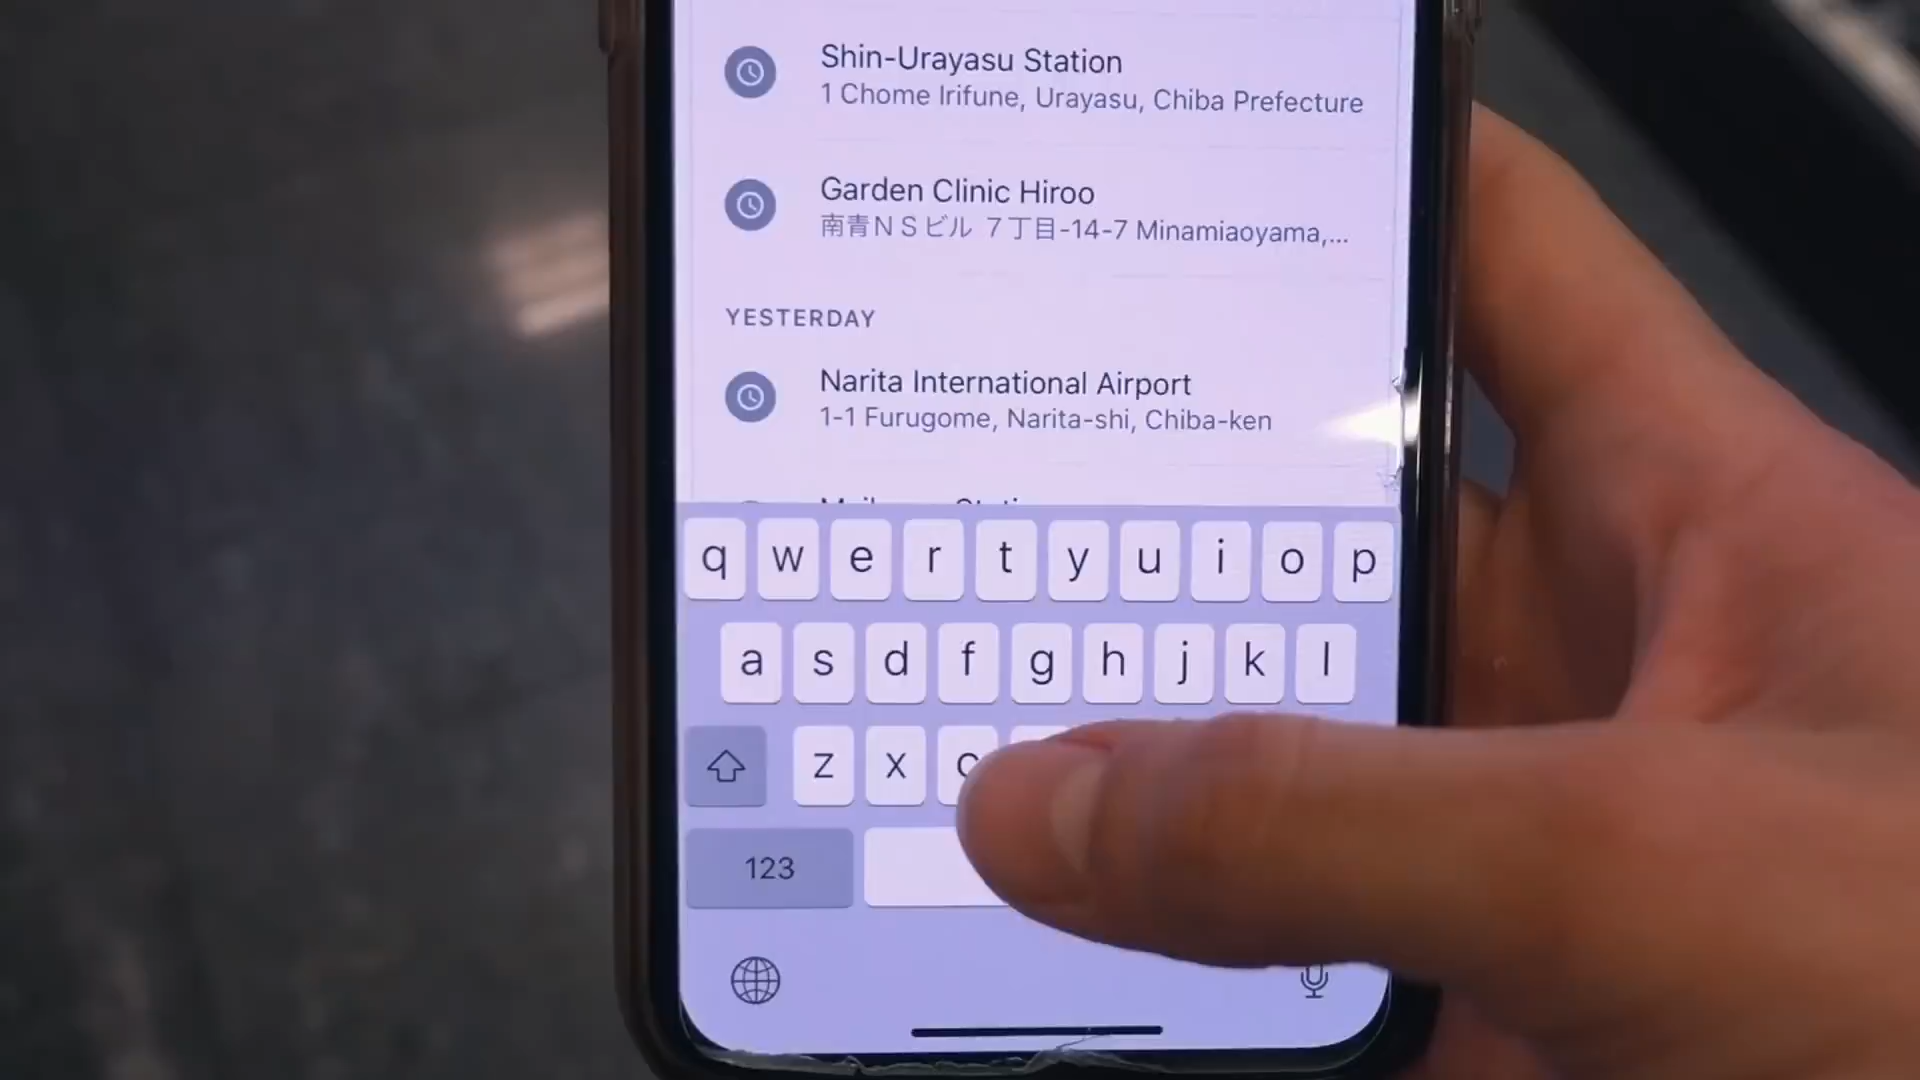 Shin-Urayasu Station
1 Chome Irifune, Urayasu, Chiba Prefecture
Garden Clinic Hiroo
南青NSビル 7丁目-14-7 Minamiaoyama,...
YESTERDAY
Narita International Airport
1-1 Furugome, Narita-shi, Chiba-ken
q w e r t y u i o p
a s d f g h j k l
z x c
123